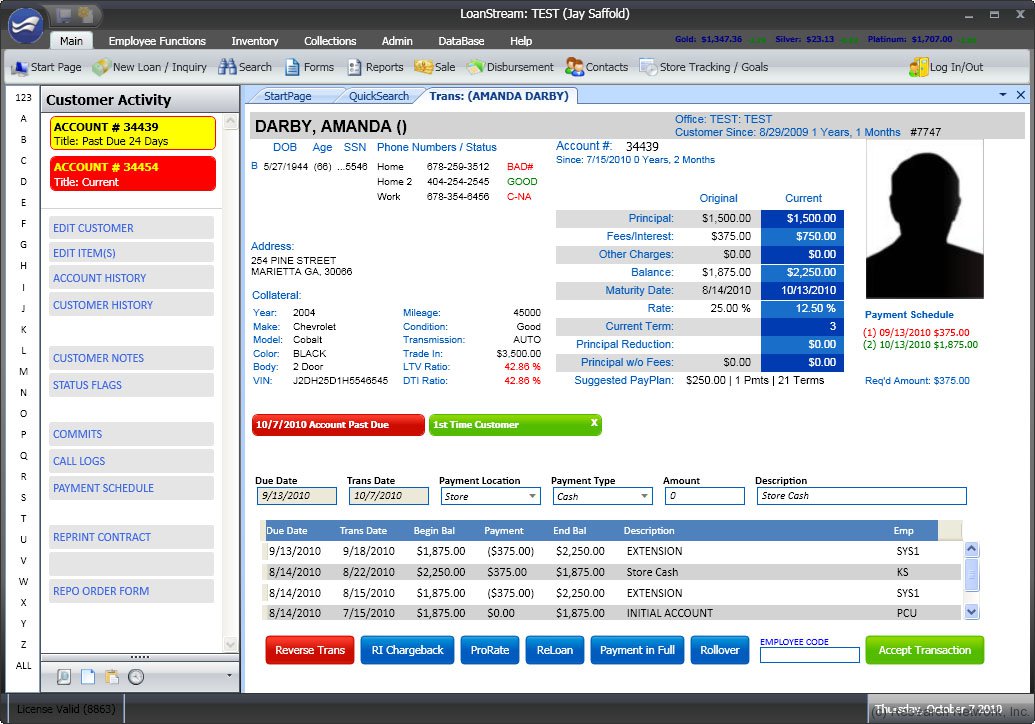 LoanStream: TEST (Jay Saffold)
Main Employee Functions Inventory Collections Admin DataBase Help
Gold: $1,347.36 Silver: $23.13 Platinum: $1,707.00
Start Page New Loan / Inquiry Search Forms Reports Sale Disbursement Contacts Store Tracking / Goals Log In/Out
123
A
B
C
D
E
F
G
H
I
J
K
L
M
N
O
P
Q
R
S
T
U
V
W
X
Y
Z
ALL
Customer Activity
ACCOUNT # 34439
Title: Past Due 24 Days
ACCOUNT # 34454
Title: Current
EDIT CUSTOMER
EDIT ITEM(S)
ACCOUNT HISTORY
CUSTOMER HISTORY
CUSTOMER NOTES
STATUS FLAGS
COMMITS
CALL LOGS
PAYMENT SCHEDULE
REPRINT CONTRACT
REPO ORDER FORM
StartPage QuickSearch Trans: (AMANDA DARBY)
DARBY, AMANDA ()
Office: TEST: TEST
Customer Since: 8/29/2009 1 Years, 1 Months #7747
DOB Age SSN Phone Numbers / Status
B 5/27/1944 (66) ...5546 Home 678-259-3512 BAD#
Home 2 404-254-2545 GOOD
Work 678-354-6456 C-NA
Account #: 34439
Since: 7/15/2010 0 Years, 2 Months
Original Current
Principal: $1,500.00 $1,500.00
Fees/Interest: $375.00 $750.00
Other Charges: $0.00 $0.00
Balance: $1,875.00 $2,250.00
Maturity Date: 8/14/2010 10/13/2010
Rate: 25.00 % 12.50 %
Current Term: 3
Principal Reduction: $0.00
Principal w/o Fees: $0.00 $0.00
Suggested PayPlan: $250.00 | 1 Pmts | 21 Terms
Payment Schedule
(1) 09/13/2010 $375.00
(2) 10/13/2010 $1,875.00
Req'd Amount: $375.00
Address:
254 PINE STREET
MARIETTA GA, 30066
Collateral:
Year: 2004 Mileage: 45000
Make: Chevrolet Condition: Good
Model: Cobalt Transmission: AUTO
Color: BLACK Trade In: $3,500.00
Body: 2 Door LTV Ratio: 42.86 %
VIN: J2DH25D1H5546545 DTI Ratio: 42.86 %
10/7/2010 Account Past Due 1st Time Customer X
Due Date Trans Date Payment Location Payment Type Amount Description
9/13/2010 10/7/2010 Store Cash 0 Store Cash
Due Date Trans Date Begin Bal Payment End Bal Description Emp
9/13/2010 9/18/2010 $1,875.00 ($375.00) $2,250.00 EXTENSION SYS1
8/14/2010 8/22/2010 $2,250.00 $375.00 $1,875.00 Store Cash KS
8/14/2010 8/15/2010 $1,875.00 ($375.00) $2,250.00 EXTENSION SYS1
8/14/2010 7/15/2010 $1,875.00 $0.00 $1,875.00 INITIAL ACCOUNT PCU
Reverse Trans RI Chargeback ProRate ReLoan Payment in Full Rollover EMPLOYEE CODE Accept Transaction
License Valid (8863)
Thursday, October 7 2010
(c) Research Network, Inc.